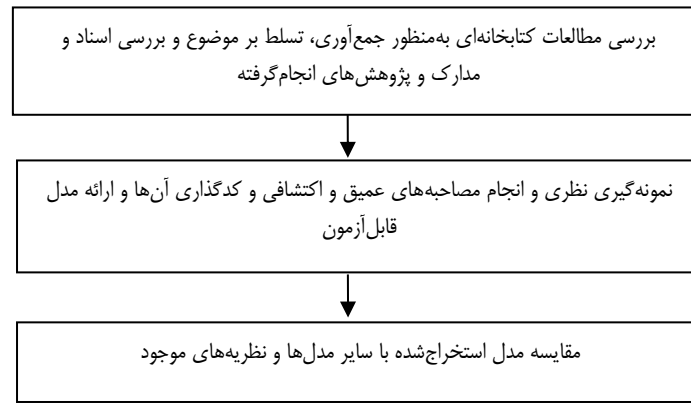 بررسی مطالعات کتابخانه‌ای به‌منظور جمع‌آوری، تسلط بر موضوع و بررسی اسناد و
مدارک و پژوهش‌های انجام‌گرفته
نمونه‌گیری نظری و انجام مصاحبه‌های عمیق و اکتشافی و کدگذاری آن‌ها و ارائه مدل
قابل‌آزمون
مقایسه مدل استخراج‌شده با سایر مدل‌ها و نظریه‌های موجود